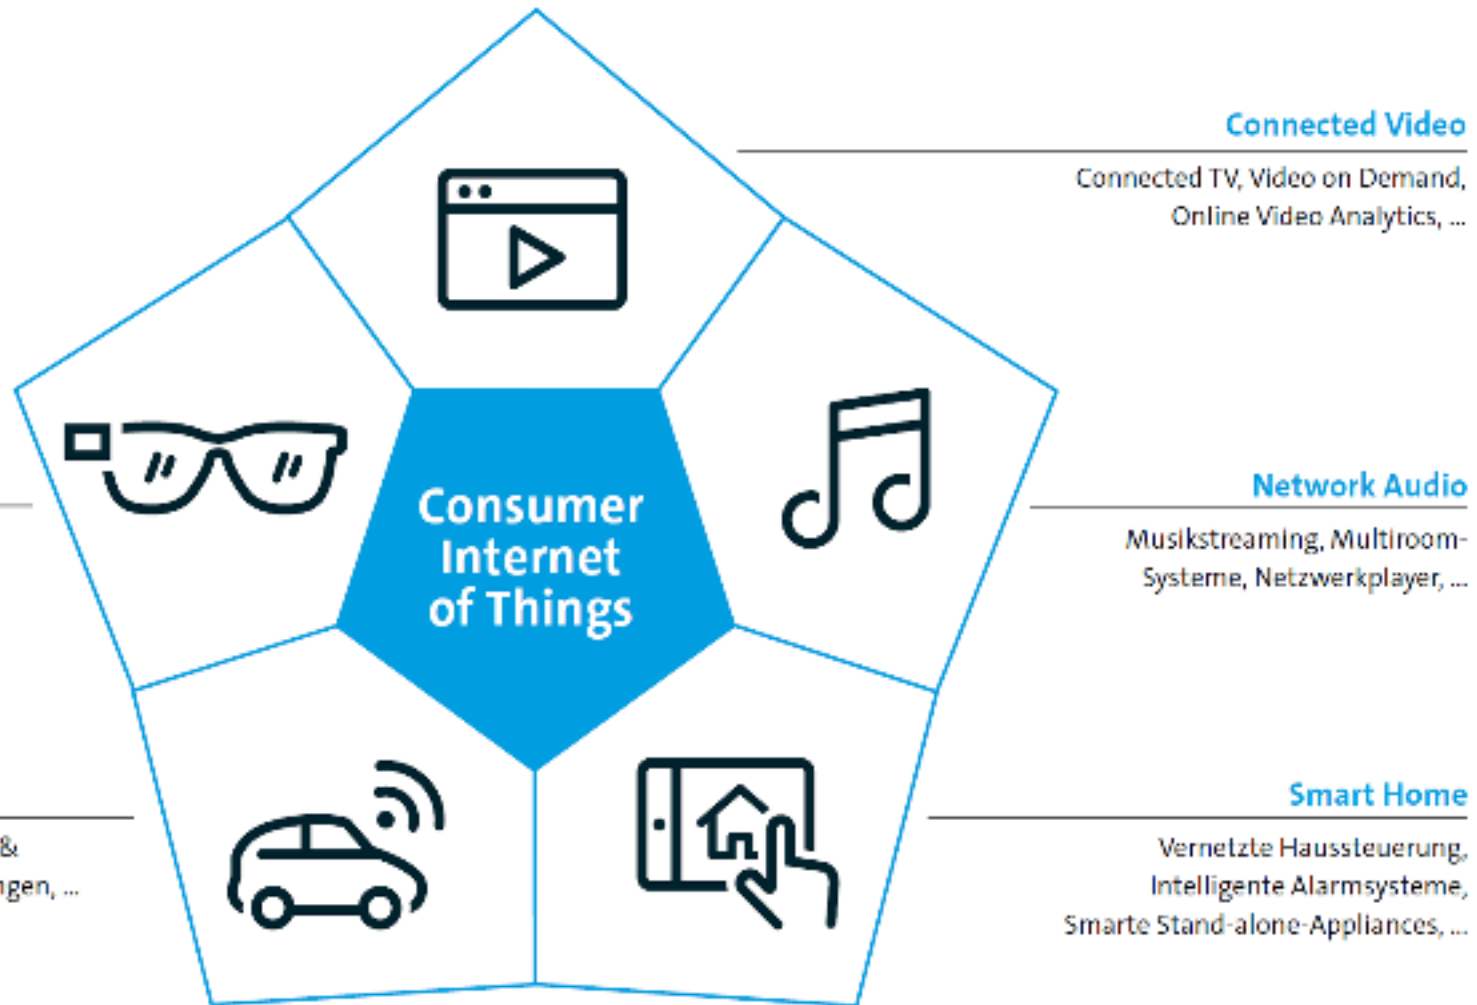 Connected Video
Connected TV, Video on Demand,
Online Video Analytics, ...
Consumer
Internet
of Things
Network Audio
Musikstreaming, Multiroom-
Systeme, Netzwerkplayer, ...
Smart Home
Vernetzte Haussteuerung,
Intelligente Alarmsysteme,
Smarte Stand-alone-Appliances, ...
&
ngen, ...